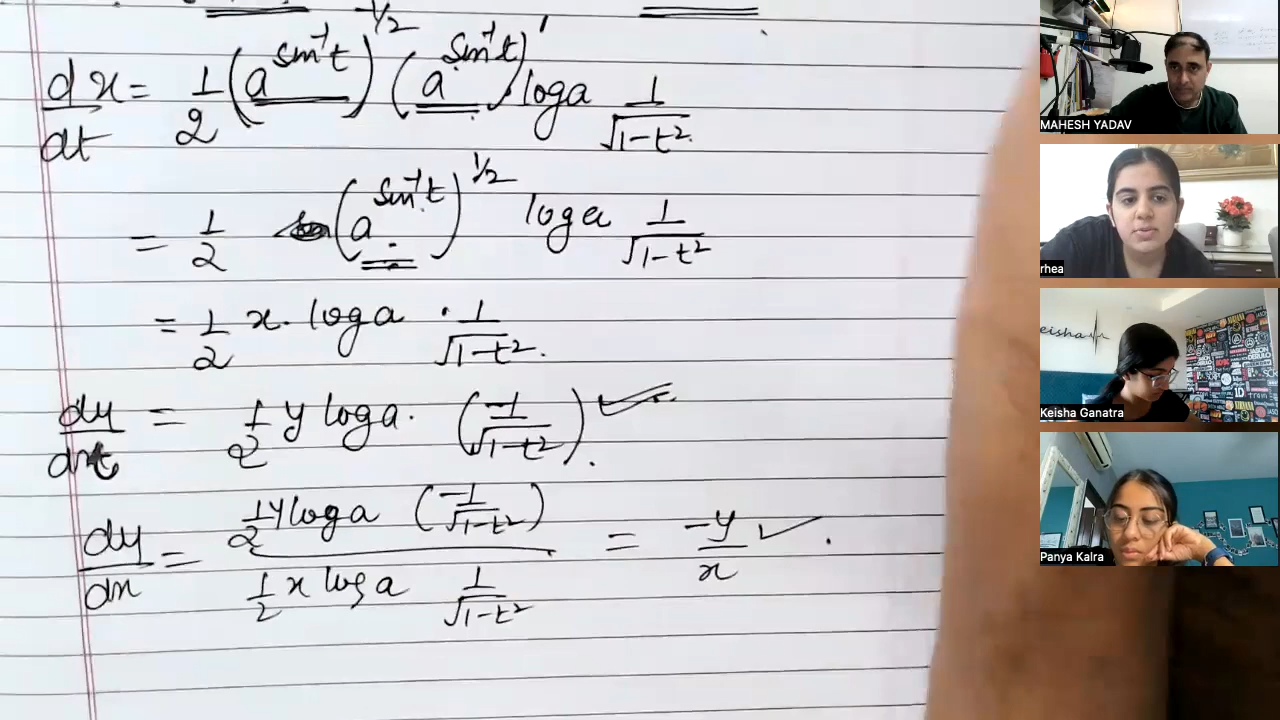 dx/dt = 1/2 (a^sin⁻¹t)^-1/2 (a^sin⁻¹t)^1 log a 1/√1-t²
= 1/2 (a^sin⁻¹t)^1/2 log a 1/√1-t²
= 1/2 x. log a · 1/√1-t².
dy/dt = 1/2 y log a. (-1/√1-t²).
dy/dx = 1/2 y log a (-1/√1-t²) / 1/2 x log a 1/√1-t² = -y/x.
MAHESH YADAV
rhea
keisha
Keisha Ganatra
Panya Kalra